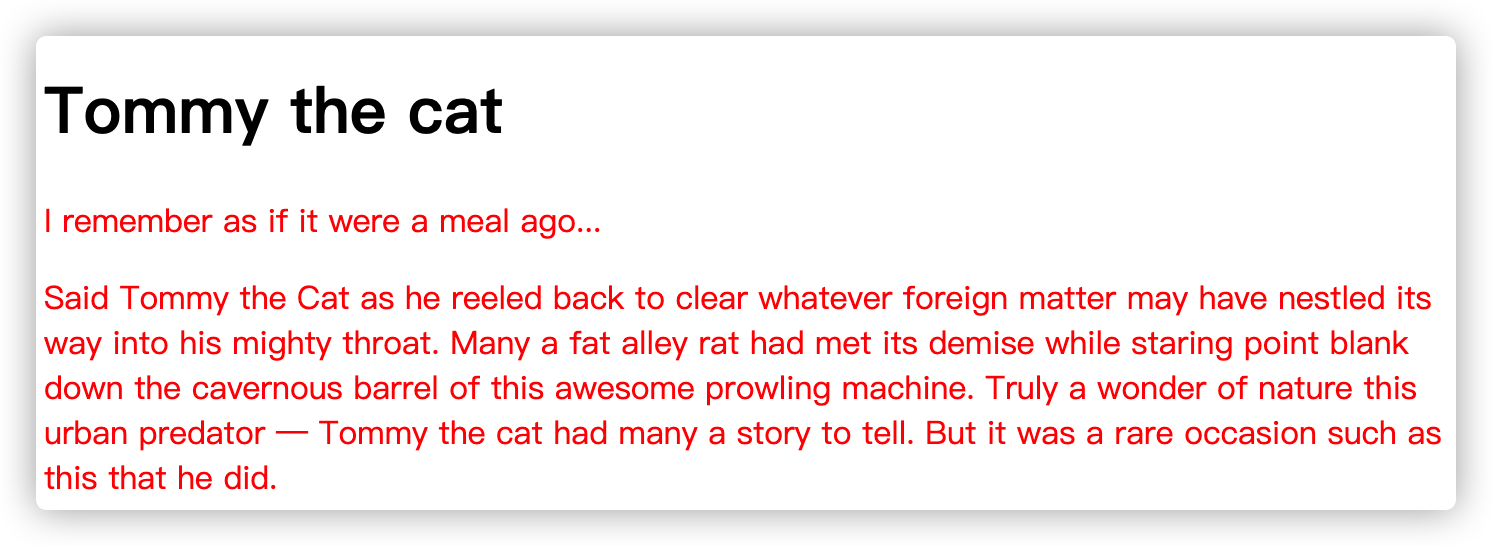 Tommy the cat
I remember as if it were a meal ago...
Said Tommy the Cat as he reeled back to clear whatever foreign matter may have nestled its
way into his mighty throat. Many a fat alley rat had met its demise while staring point blank
down the cavernous barrel of this awesome prowling machine. Truly a wonder of nature this
urban predator — Tommy the cat had many a story to tell. But it was a rare occasion such as
this that he did.